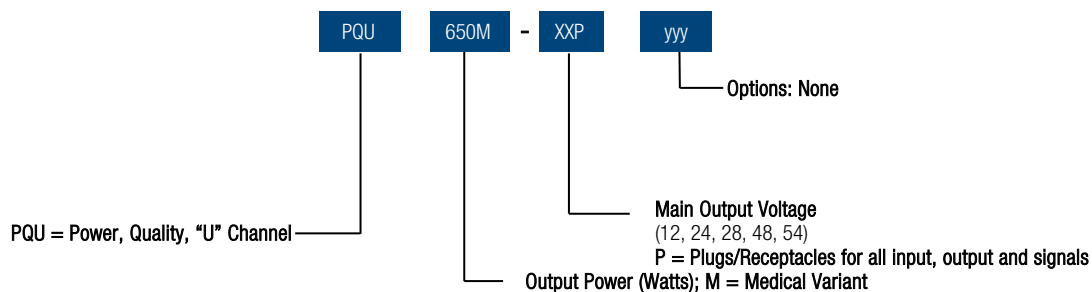 PQU 650M - XXP yyy
Options: None
Main Output Voltage
(12, 24, 28, 48, 54)
PQU = Power, Quality, “U” Channel
P = Plugs/Receptacles for all input, output and signals
Output Power (Watts); M = Medical Variant